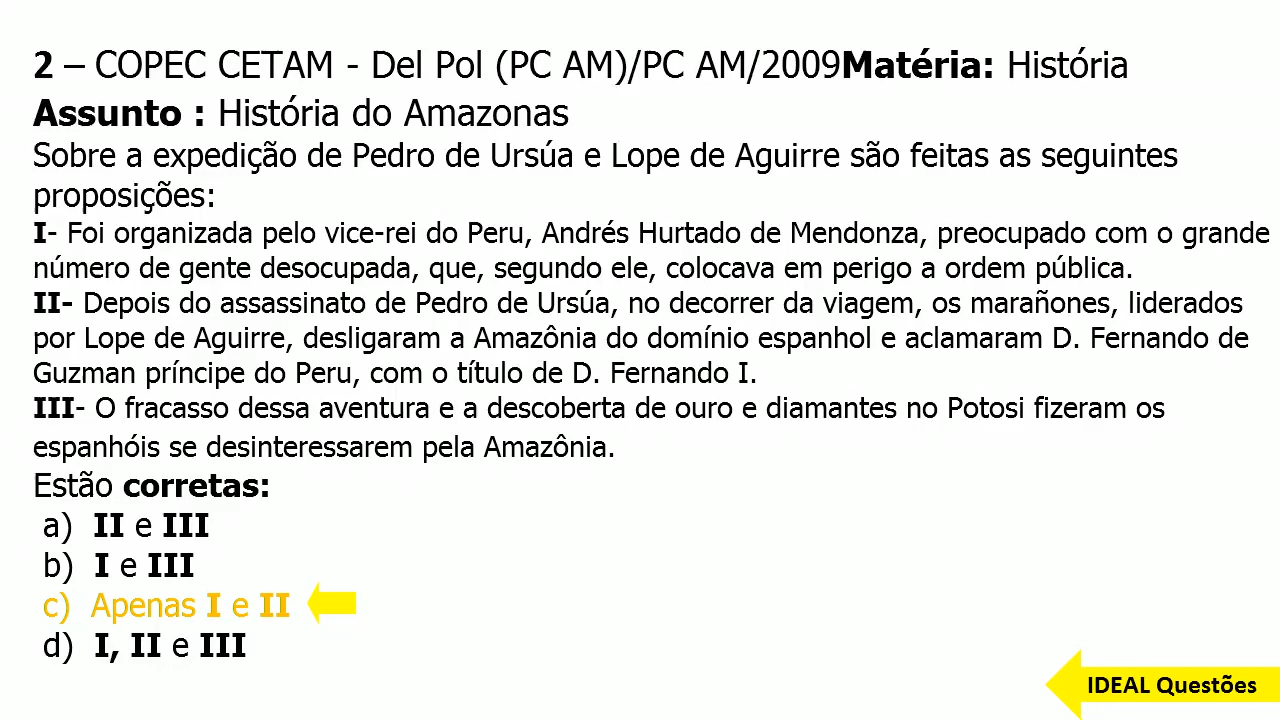 2 – COPEC CETAM - Del Pol (PC AM)/PC AM/2009Matéria: História
Assunto : História do Amazonas
Sobre a expedição de Pedro de Ursúa e Lope de Aguirre são feitas as seguintes
proposições:
I- Foi organizada pelo vice-rei do Peru, Andrés Hurtado de Mendonza, preocupado com o grande
número de gente desocupada, que, segundo ele, colocava em perigo a ordem pública.
II- Depois do assassinato de Pedro de Ursúa, no decorrer da viagem, os marañones, liderados
por Lope de Aguirre, desligaram a Amazônia do domínio espanhol e aclamaram D. Fernando de
Guzman príncipe do Peru, com o título de D. Fernando I.
III- O fracasso dessa aventura e a descoberta de ouro e diamantes no Potosi fizeram os
espanhóis se desinteressarem pela Amazônia.
Estão corretas:
a) II e III
b) I e III
c) Apenas I e II
d) I, II e III
IDEAL Questões